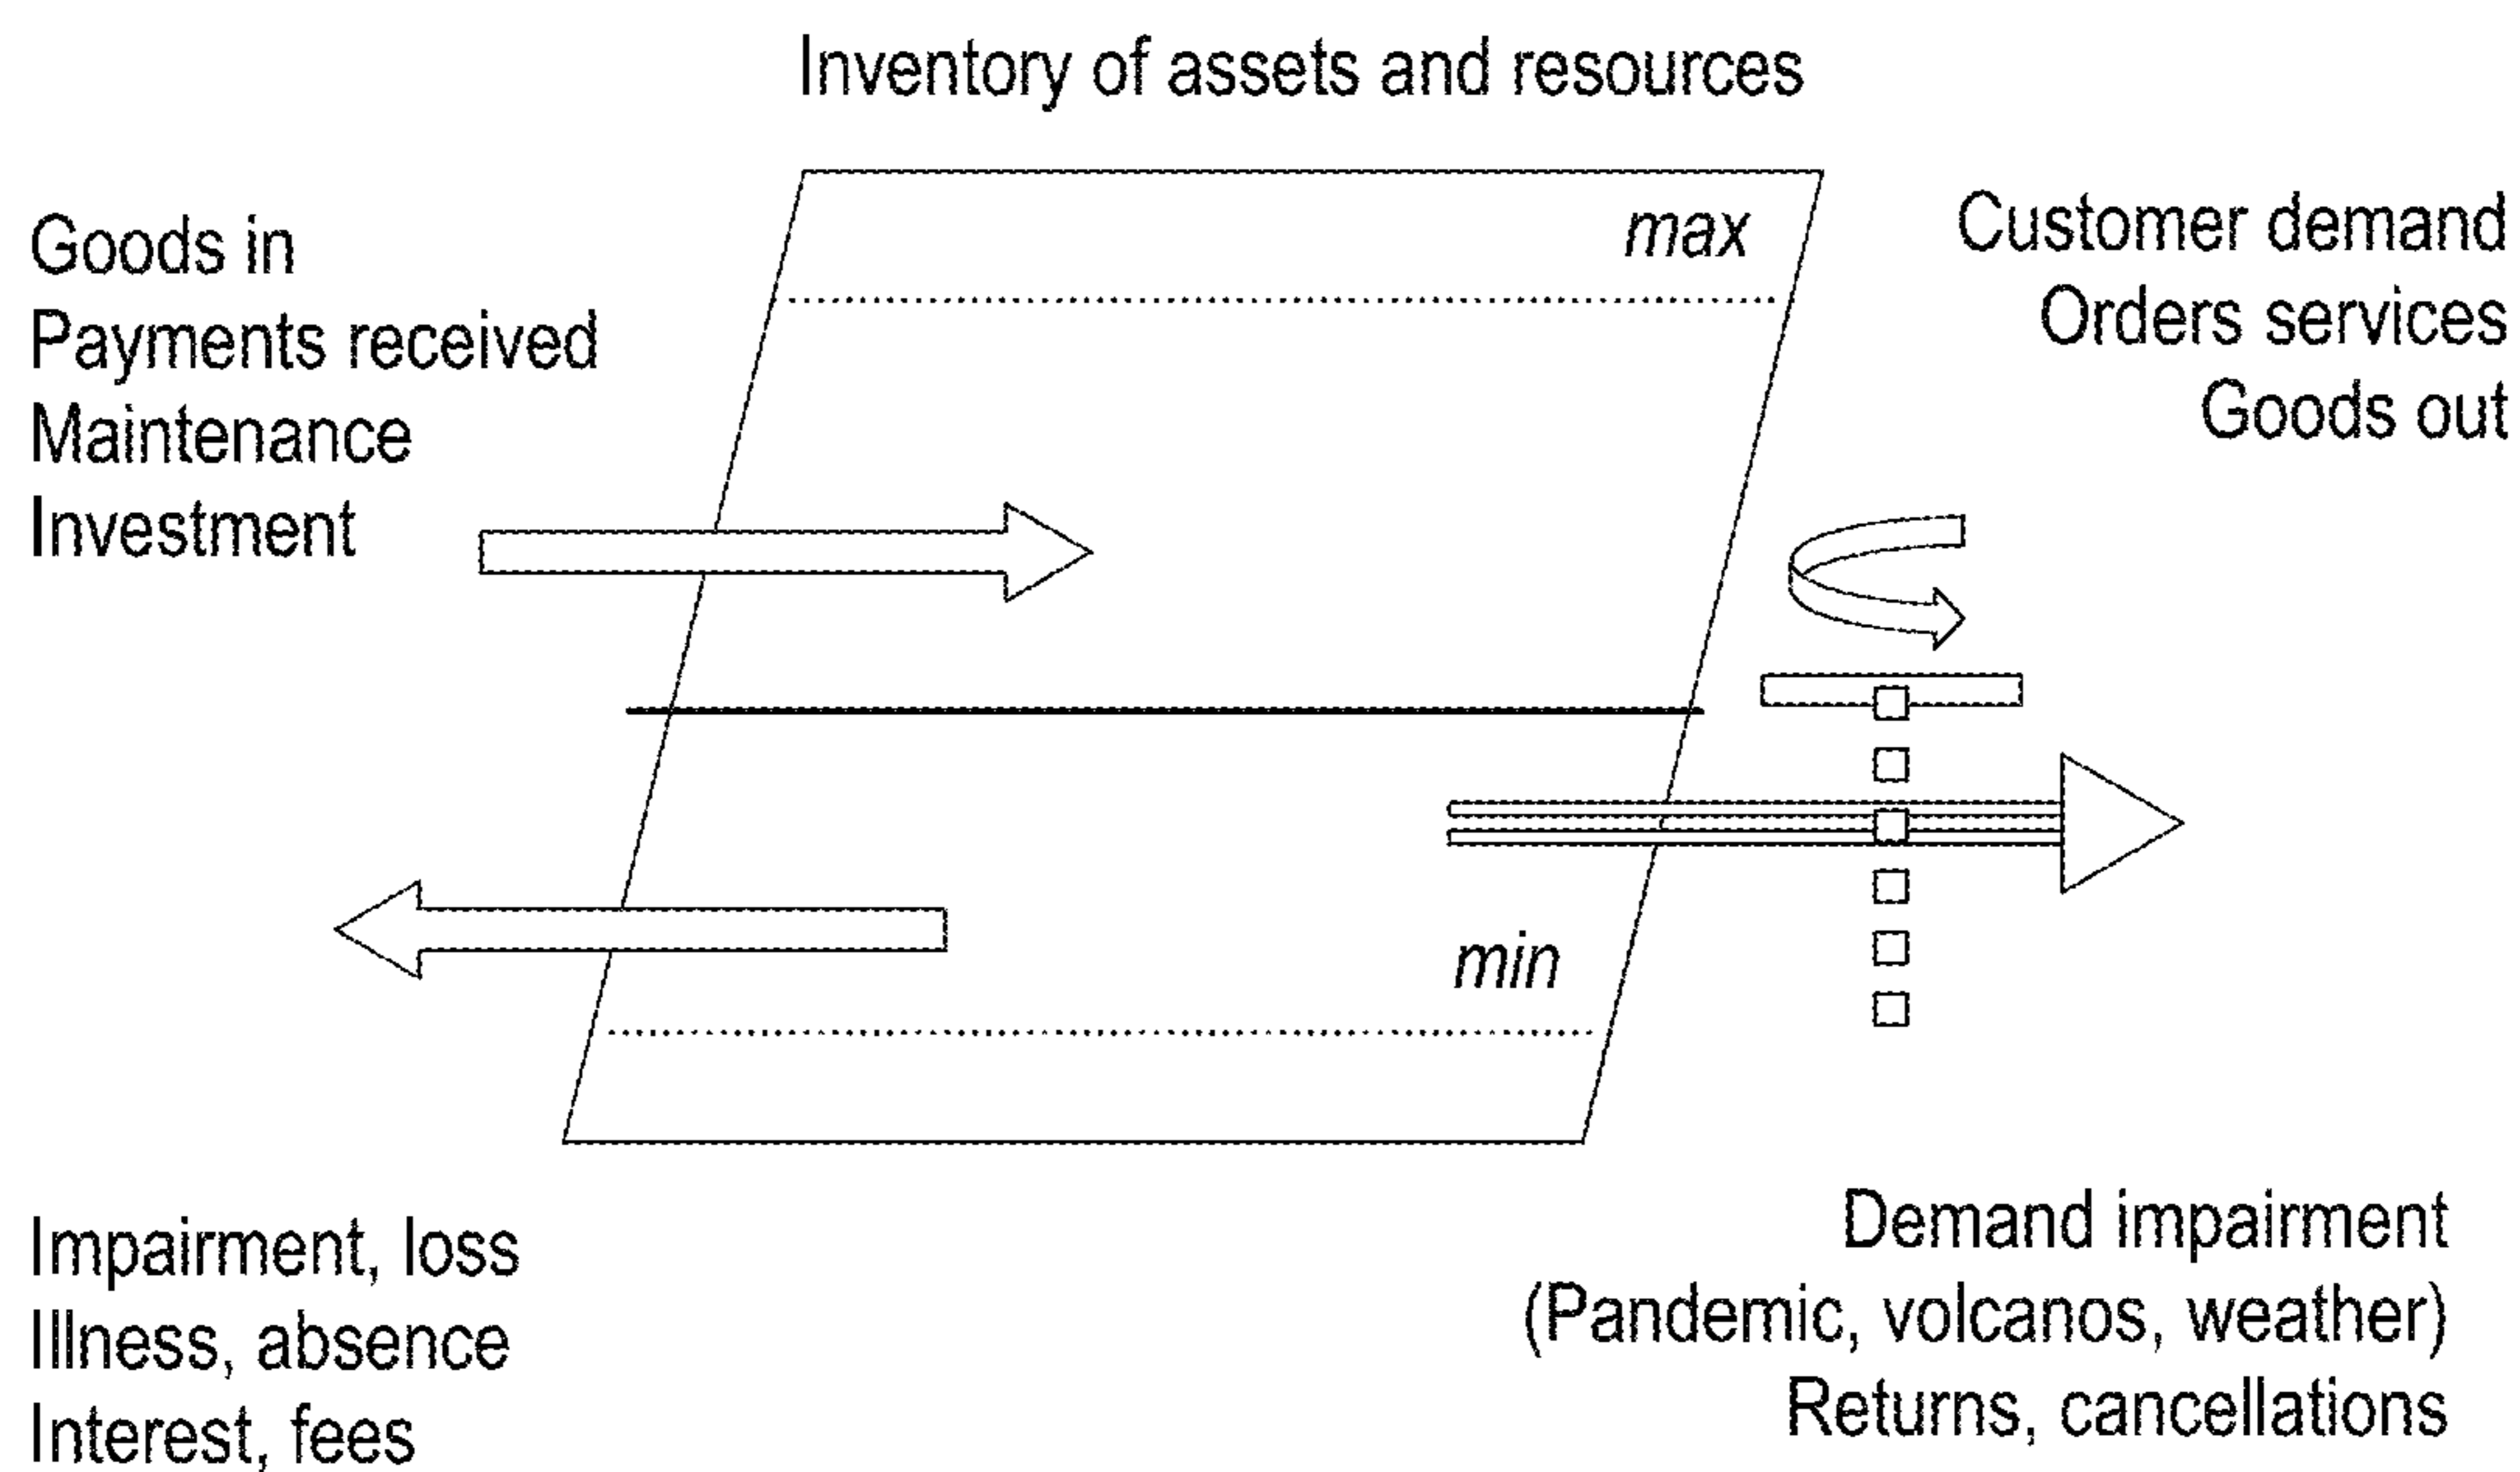 Inventory of assets and resources
Goods in
Payments received
Maintenance
Investment
max
Customer demand
Orders services
Goods out
min
Impairment, loss
Illness, absence
Interest, fees
Demand impairment
(Pandemic, volcanos, weather)
Returns, cancellations